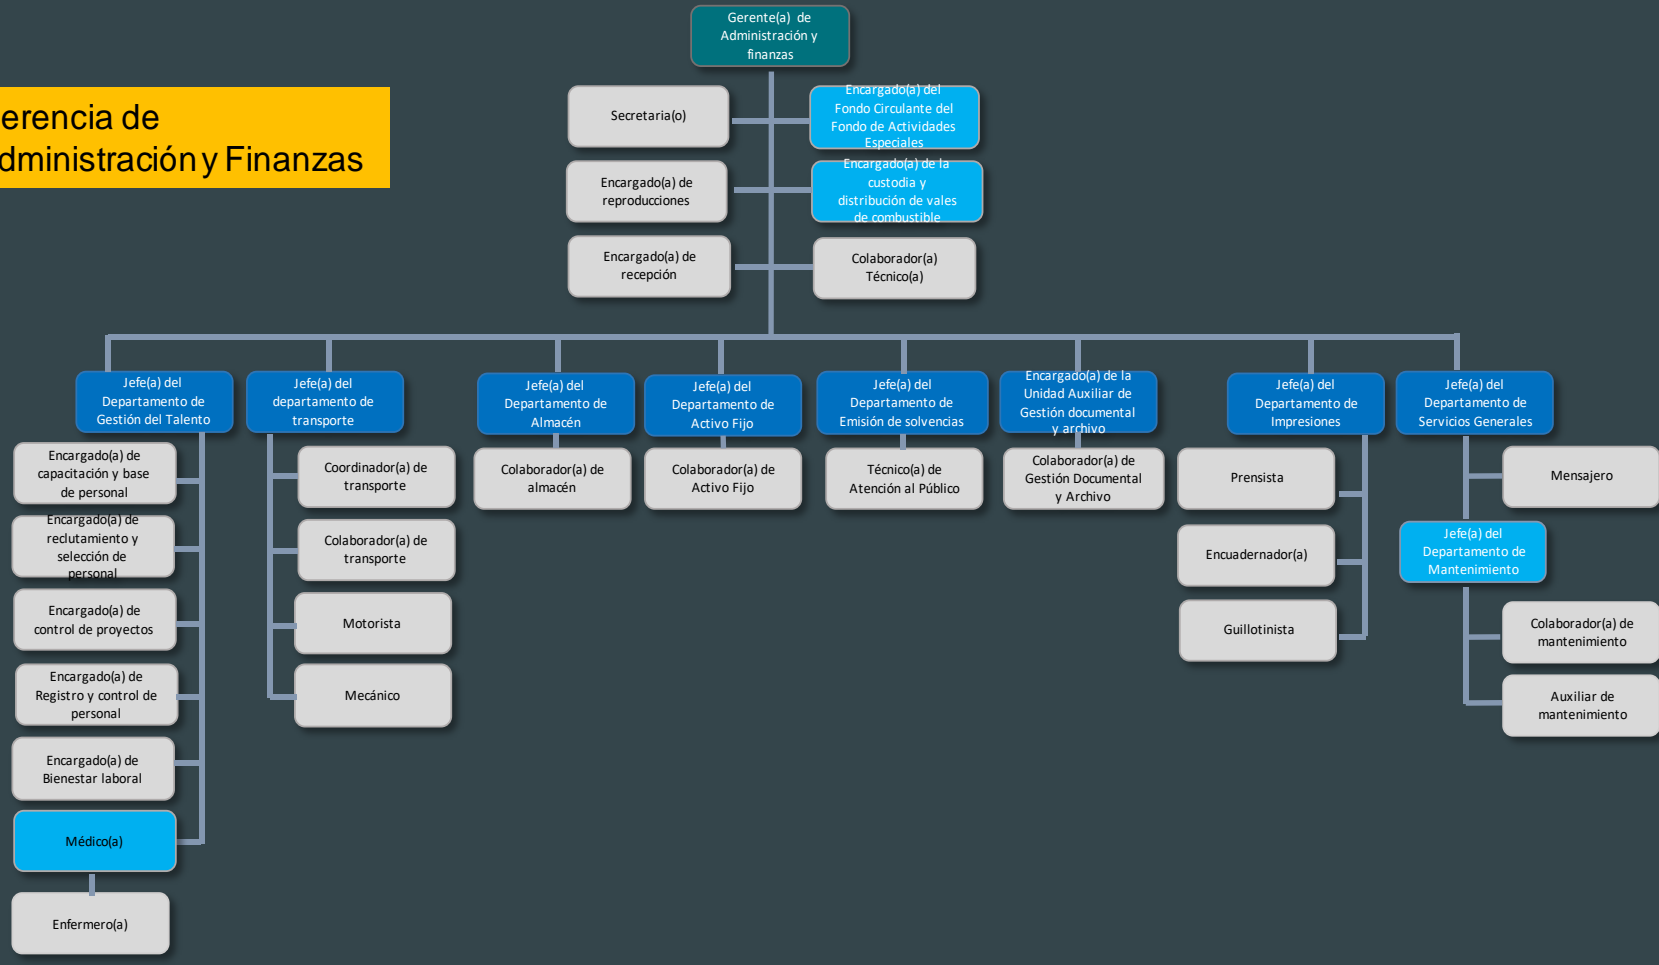 Gerente(a) de
Administración y
finanzas
erencia de
dministración y Finanzas
Secretaria(o)
Encargado(a) del
Fondo Circulante del
Fondo de Actividades
Especiales
Encargado(a) de
reproducciones
Encargado(a) de la
custodia y
distribución de vales
de combustible
Encargado(a) de
recepción
Colaborador(a)
Técnico(a)
Jefe(a) del
Departamento de
Gestión del Talento
Jefe(a) del
departamento de
transporte
Jefe(a) del
Departamento de
Almacén
Jefe(a) del
Departamento de
Activo Fijo
Jefe(a) del
Departamento de
Emisión de solvencias
Encargado(a) de la
Unidad Auxiliar de
Gestión documental
y archivo
Jefe(a) del
Departamento de
Impresiones
Jefe(a) del
Departamento de
Servicios Generales
Encargado(a) de
capacitación y base
de personal
Encargado(a) de
reclutamiento y
selección de
personal
Encargado(a) de
control de proyectos
Encargado(a) de
Registro y control de
personal
Encargado(a) de
Bienestar laboral
Médico(a)
Enfermero(a)
Coordinador(a) de
transporte
Colaborador(a) de
transporte
Motorista
Mecánico
Colaborador(a) de
almacén
Colaborador(a) de
Activo Fijo
Técnico(a) de
Atención al Público
Colaborador(a) de
Gestión Documental
y Archivo
Prensista
Encuadernador(a)
Guillotinista
Mensajero
Jefe(a) del
Departamento de
Mantenimiento
Colaborador(a) de
mantenimiento
Auxiliar de
mantenimiento